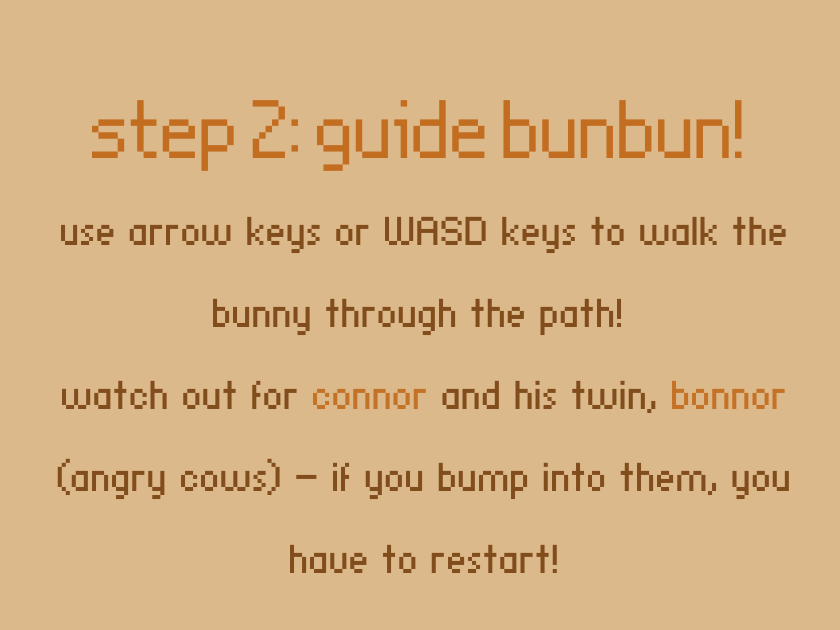 step 2: guide bunbun!
use arrow keys or WASD keys to walk the
bunny through the path!
watch out for connor and his twin, bonnor
(angry cows) – if you bump into them, you
have to restart!